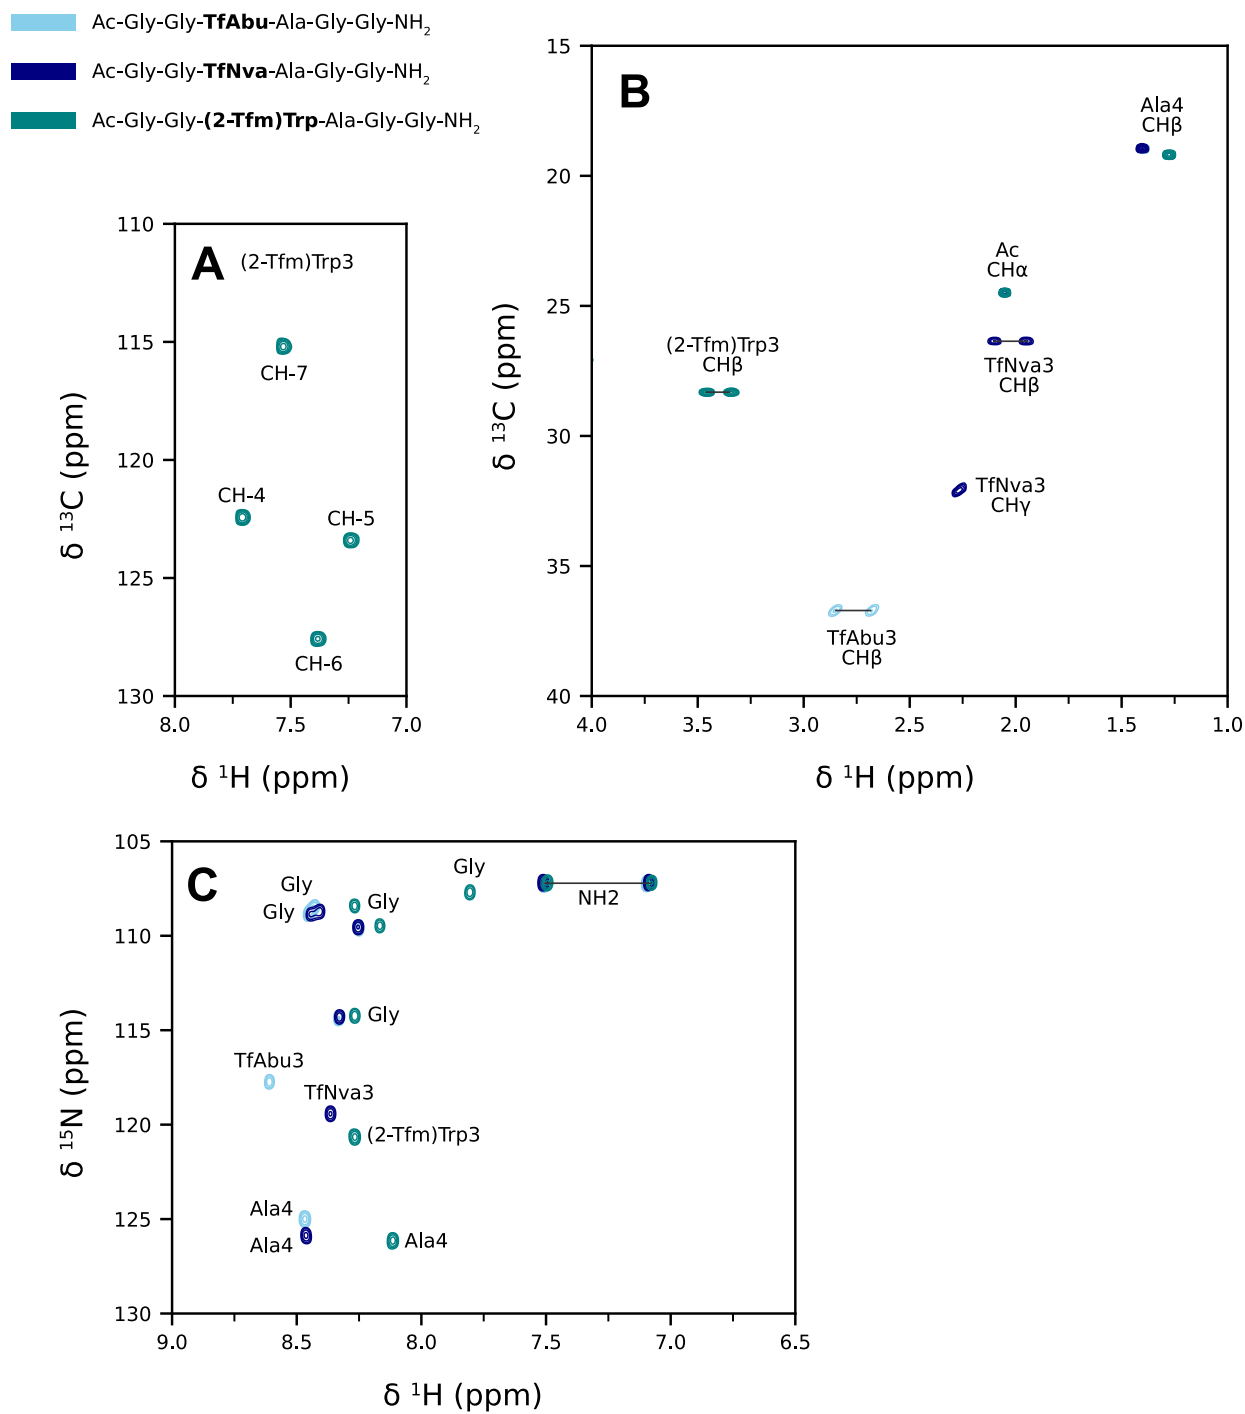 Ac-Gly-Gly-TfAbu-Ala-Gly-Gly-NH₂
Ac-Gly-Gly-TfNva-Ala-Gly-Gly-NH₂
Ac-Gly-Gly-(2-Tfm)Trp-Ala-Gly-Gly-NH₂
A
(2-Tfm)Trp3
CH-7
CH-4
CH-5
CH-6
110
115
120
125
130
8.0
7.5
7.0
δ ¹³C (ppm)
δ ¹H (ppm)
B
Ala4
CHβ
Ac
CHα
(2-Tfm)Trp3
CHβ
TfNva3
CHβ
TfNva3
CHγ
TfAbu3
CHβ
15
20
25
30
35
40
4.0
3.5
3.0
2.5
2.0
1.5
1.0
δ ¹³C (ppm)
δ ¹H (ppm)
C
Gly
Gly
Gly
Gly
NH2
Gly
TfAbu3
TfNva3
(2-Tfm)Trp3
Ala4
Ala4
Ala4
105
110
115
120
125
130
9.0
8.5
8.0
7.5
7.0
6.5
δ ¹⁵N (ppm)
δ ¹H (ppm)